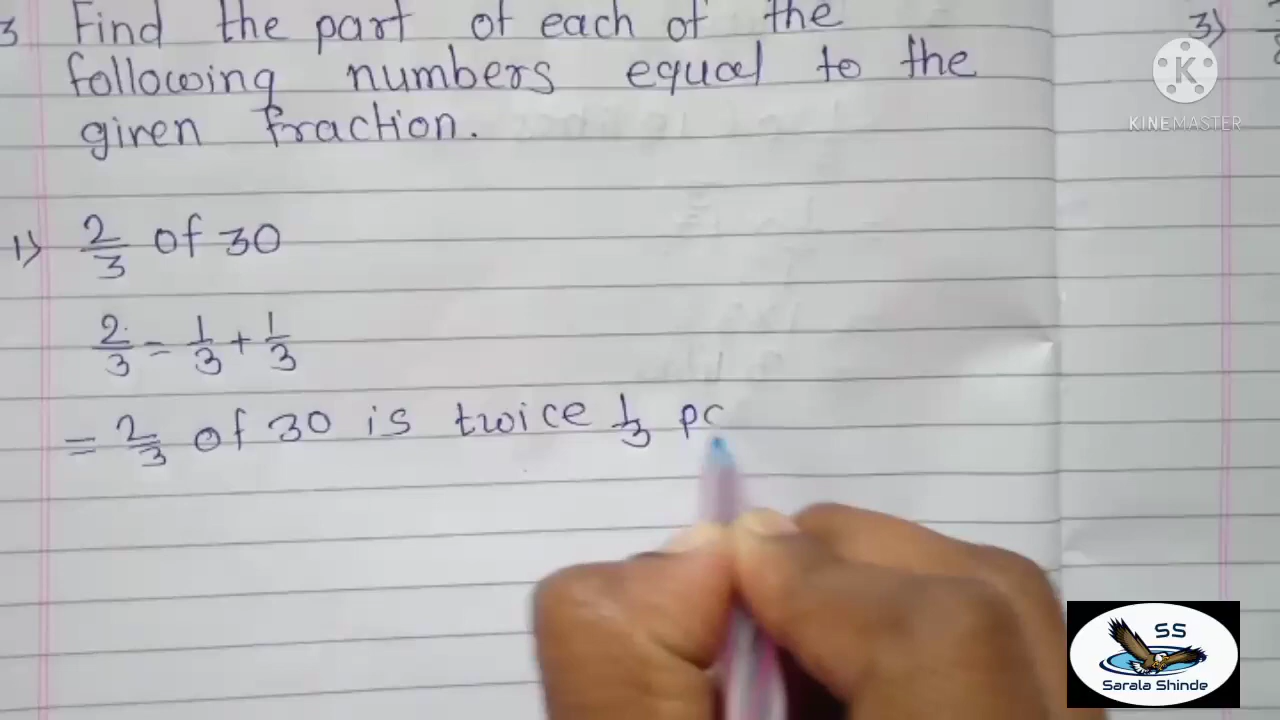 3 Find the part of each of the
following numbers equal to the
given fraction.
1) 2/3 of 30
2/3 = 1/3 + 1/3
= 2/3 of 30 is twice 1/3
3)
KINEMASTER
SS
Sarala Shinde